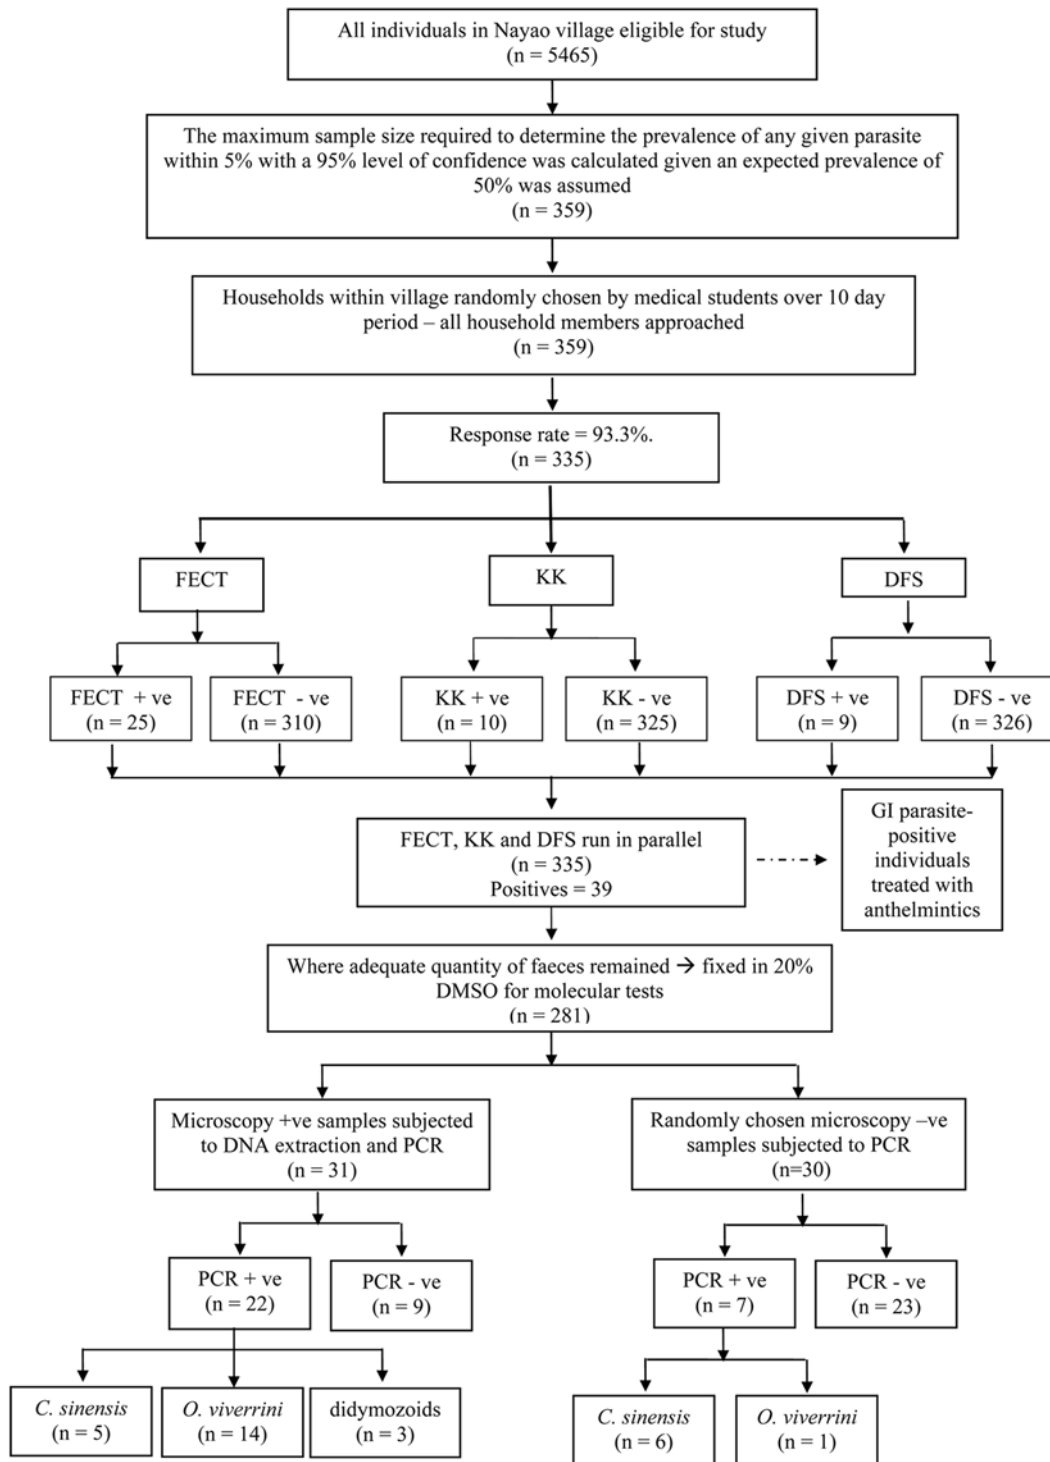 All individuals in Nayao village eligible for study
(n = 5465)
The maximum sample size required to determine the prevalence of any given parasite
within 5% with a 95% level of confidence was calculated given an expected prevalence of
50% was assumed
(n = 359)
Households within village randomly chosen by medical students over 10 day
period – all household members approached
(n = 359)
Response rate = 93.3%.
(n = 335)
FECT
KK
DFS
FECT + ve
(n = 25)
FECT - ve
(n = 310)
KK + ve
(n = 10)
KK - ve
(n = 325)
DFS + ve
(n = 9)
DFS - ve
(n = 326)
FECT, KK and DFS run in parallel
(n = 335)
Positives = 39
GI parasite-
positive
individuals
treated with
anthelmintics
Where adequate quantity of faeces remained → fixed in 20%
DMSO for molecular tests
(n = 281)
Microscopy +ve samples subjected
to DNA extraction and PCR
(n = 31)
Randomly chosen microscopy –ve
samples subjected to PCR
(n=30)
PCR + ve
(n = 22)
PCR - ve
(n = 9)
PCR + ve
(n = 7)
PCR - ve
(n = 23)
C. sinensis
(n = 5)
O. viverrini
(n = 14)
didymozoids
(n = 3)
C. sinensis
(n = 6)
O. viverrini
(n = 1)